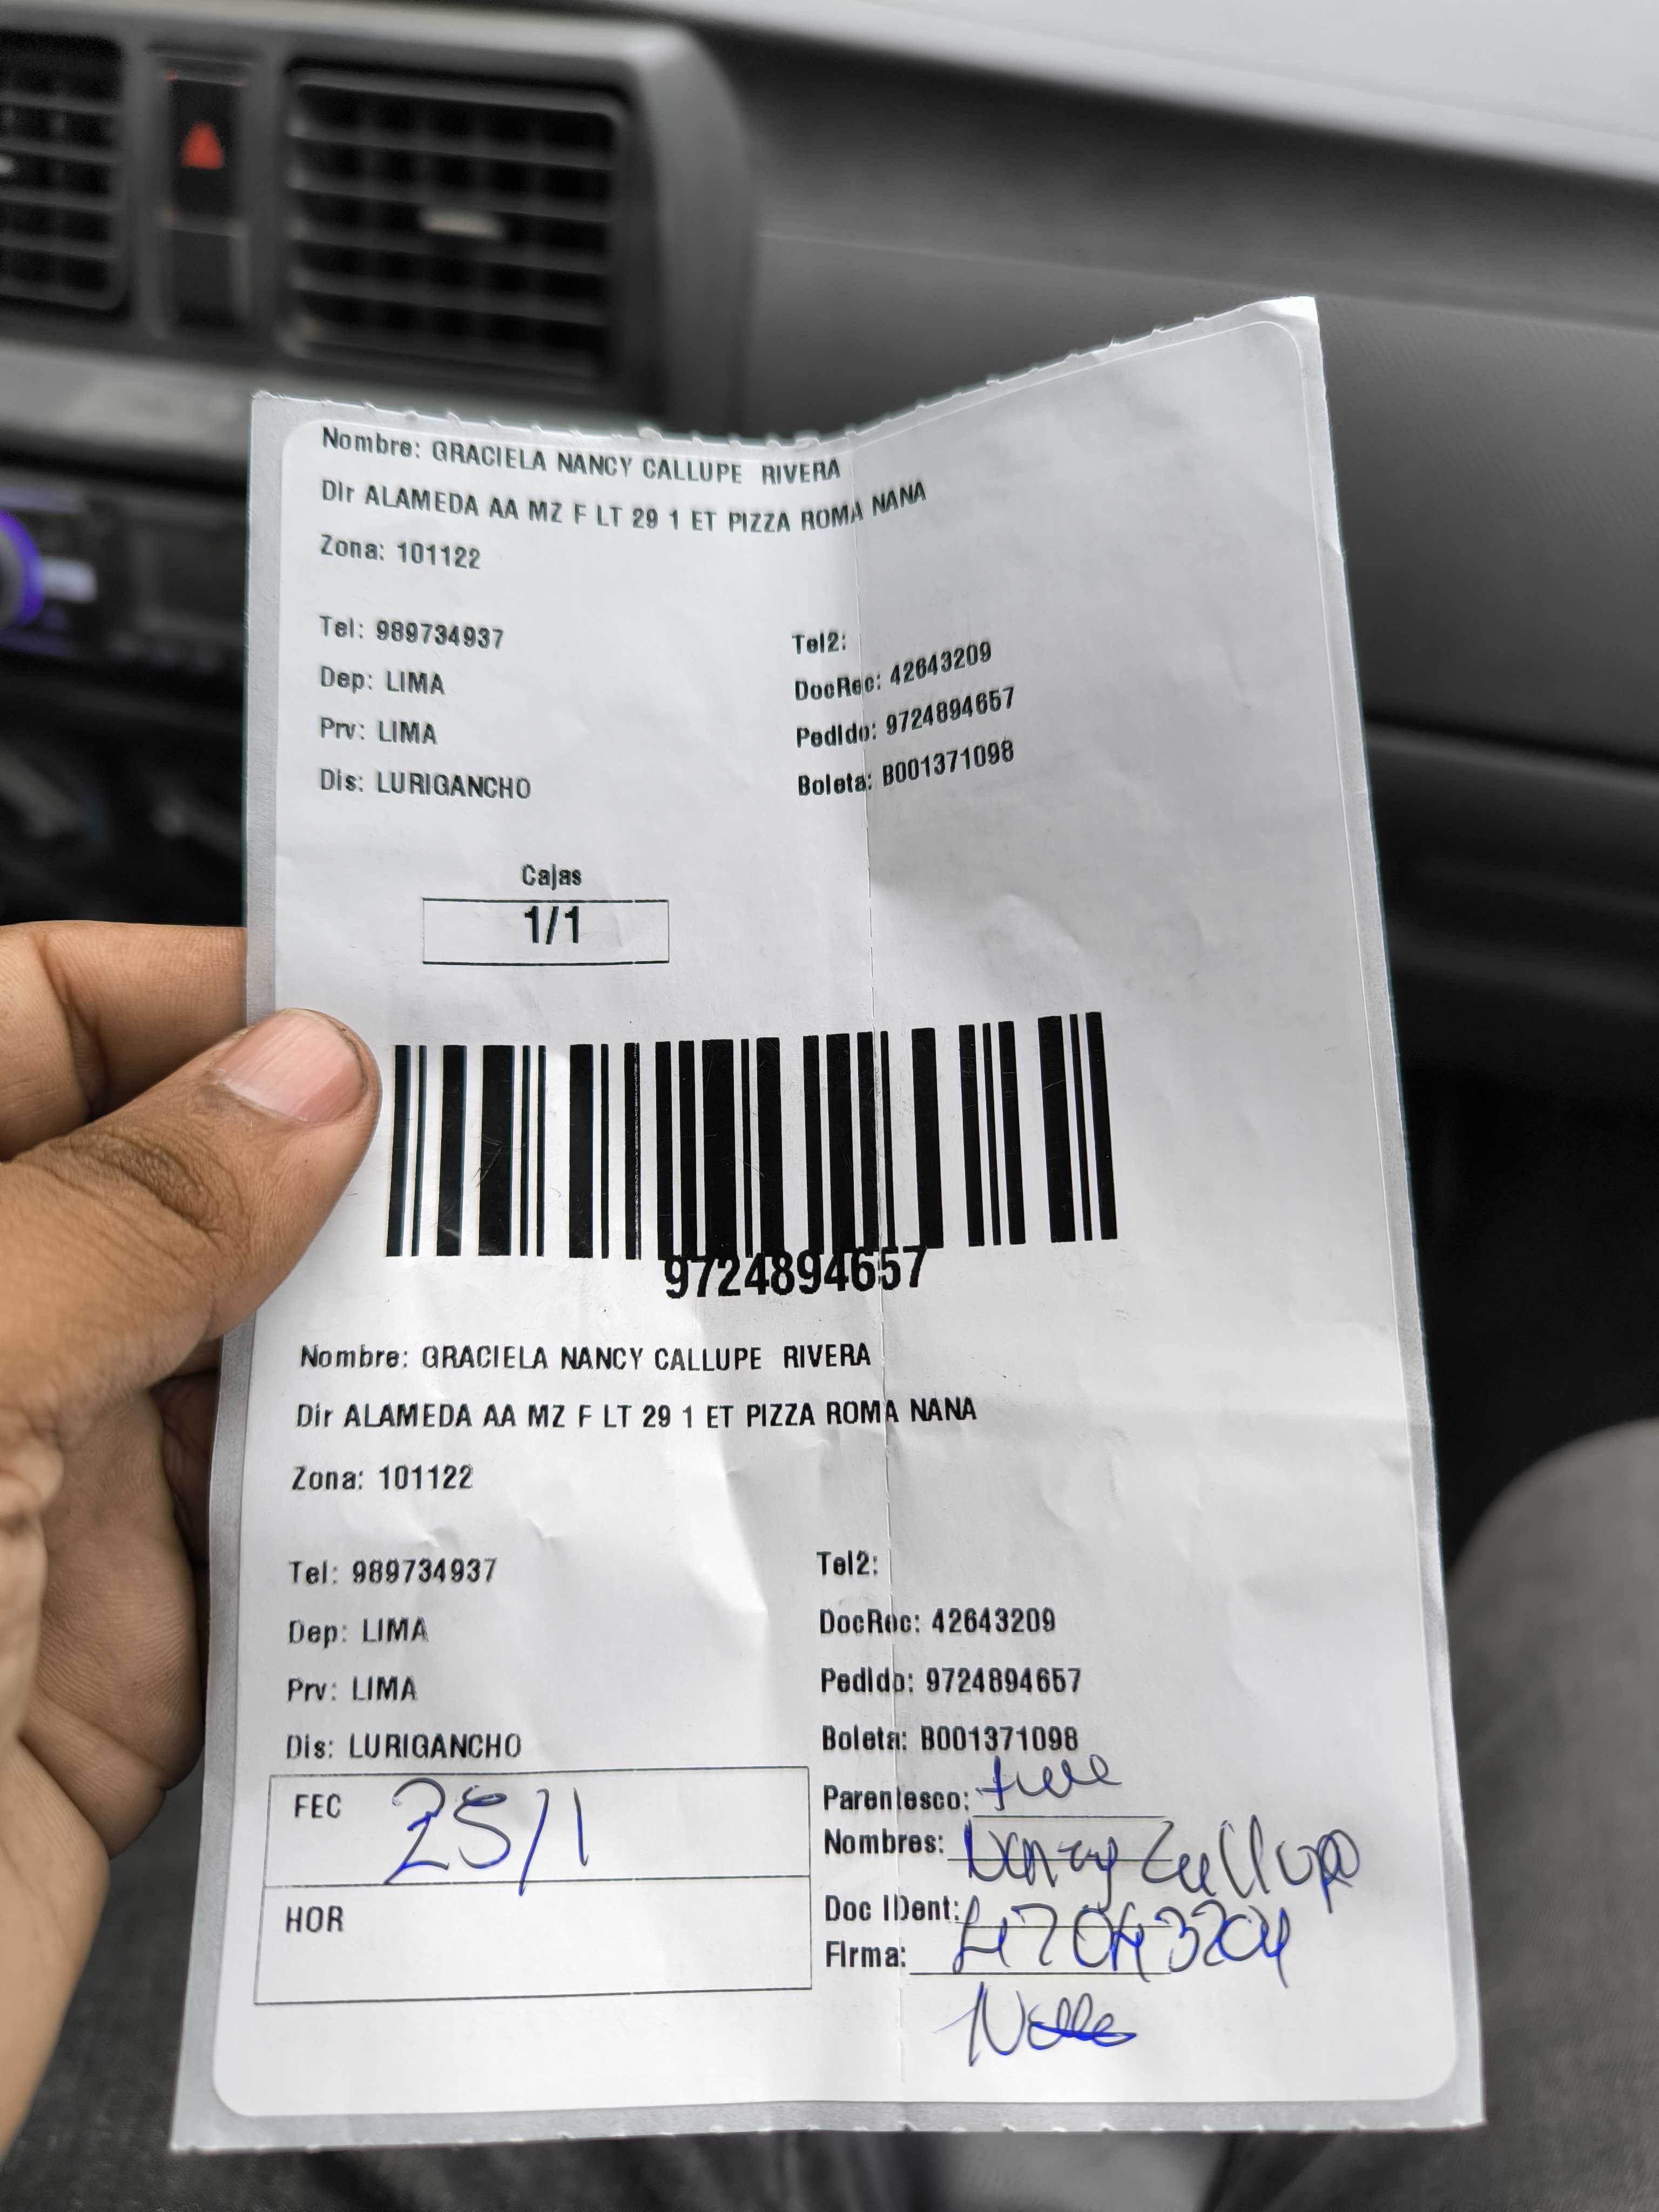 Nombre: GRACIELA NANCY CALLUPE RIVERA
Dir ALAMEDA AA MZ F LT 29 1 ET PIZZA ROMA NANA
Zona: 101122
Tel: 989734937 Tel2:
Dep: LIMA DocRec: 42643209
Prv: LIMA Pedido: 9724894657
Dis: LURIGANCHO Boleta: B001371098
Cajas
1/1
9724894657
Nombre: GRACIELA NANCY CALLUPE RIVERA
Dir ALAMEDA AA MZ F LT 29 1 ET PIZZA ROMA NANA
Zona: 101122
Tel: 989734937 Tel2:
Dep: LIMA DocRec: 42643209
Prv: LIMA Pedido: 9724894657
Dis: LURIGANCHO Boleta: B001371098
FEC 25/1 Parentesco:
Nombres: Nancy Callupe
HOR Doc IDent:
Firma: